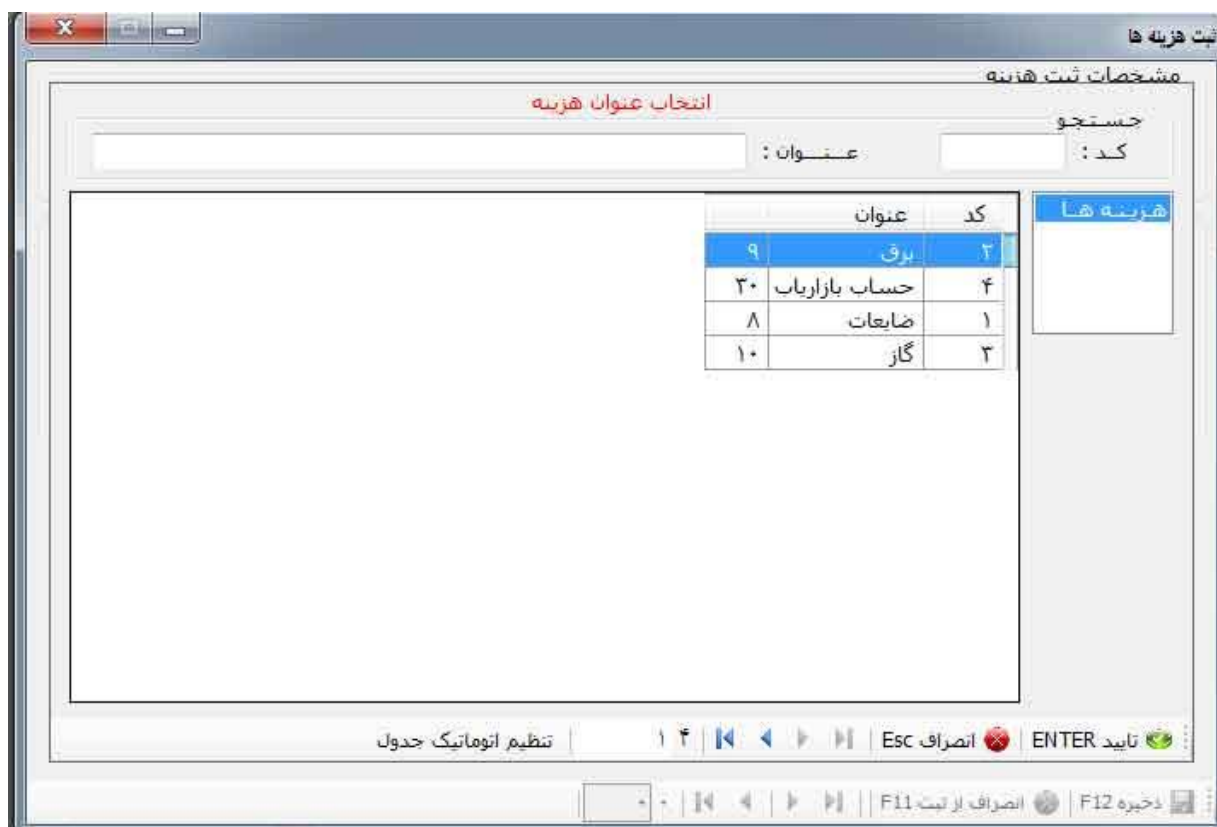 ثبت هزینه ها
مشخصات ثبت هزینه
انتخاب عنوان هزینه
جستجو
کد :
عنوان :
هزینه ها
کد عنوان
۲ برق ۹
۴ حساب بازاریاب ۳۰
۱ ضایعات ۸
۳ گاز ۱۰
تایید ENTER انصراف Esc ۴ ۱ تنظیم اتوماتیک جدول
ذخیره F12 انصراف از ثبت F11 ۰ ۰